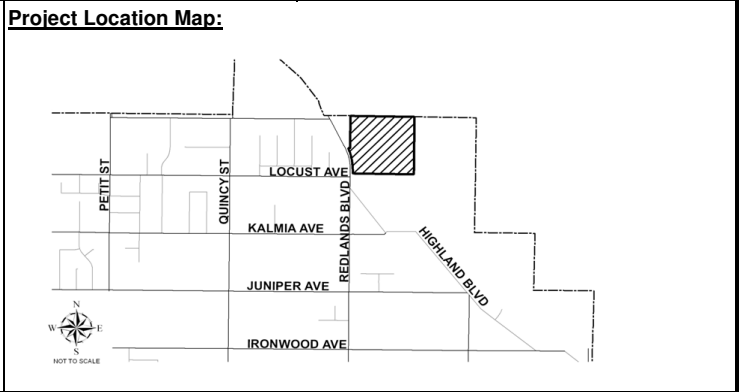 Project Location Map:
LOCUST AVE
PETIT ST
QUINCY ST
KALMIA AVE
REDLANDS BLVD
HIGHLAND BLVD
JUNIPER AVE
IRONWOOD AVE
N
W E
S
NOT TO SCALE